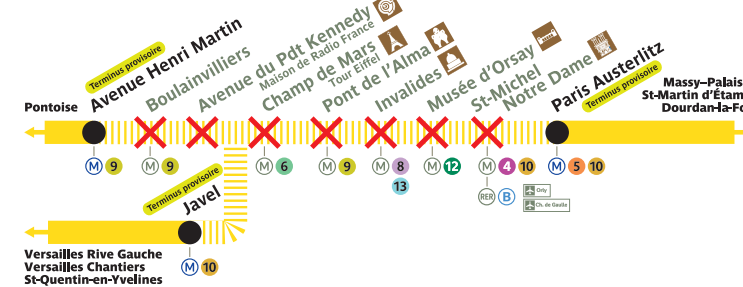 Pontoise
Terminus provisoire
Avenue Henri Martin
Boulainvilliers
Avenue du Pdt Kennedy
Maison de Radio France
Champ de Mars
Tour Eiffel
Pont de l'Alma
Invalides
Musée d'Orsay
St-Michel
Notre Dame
Paris Austerlitz
Terminus provisoire
Massy–Palais
St-Martin d'Étam
Dourdan-la-Fo
M 9
M 9
M 6
M 9
M 8
13
M 12
M 4 10
RER B
Orly
Ch. de Gaulle
M 5 10
Terminus provisoire
Javel
M 10
Versailles Rive Gauche
Versailles Chantiers
St-Quentin-en-Yvelines